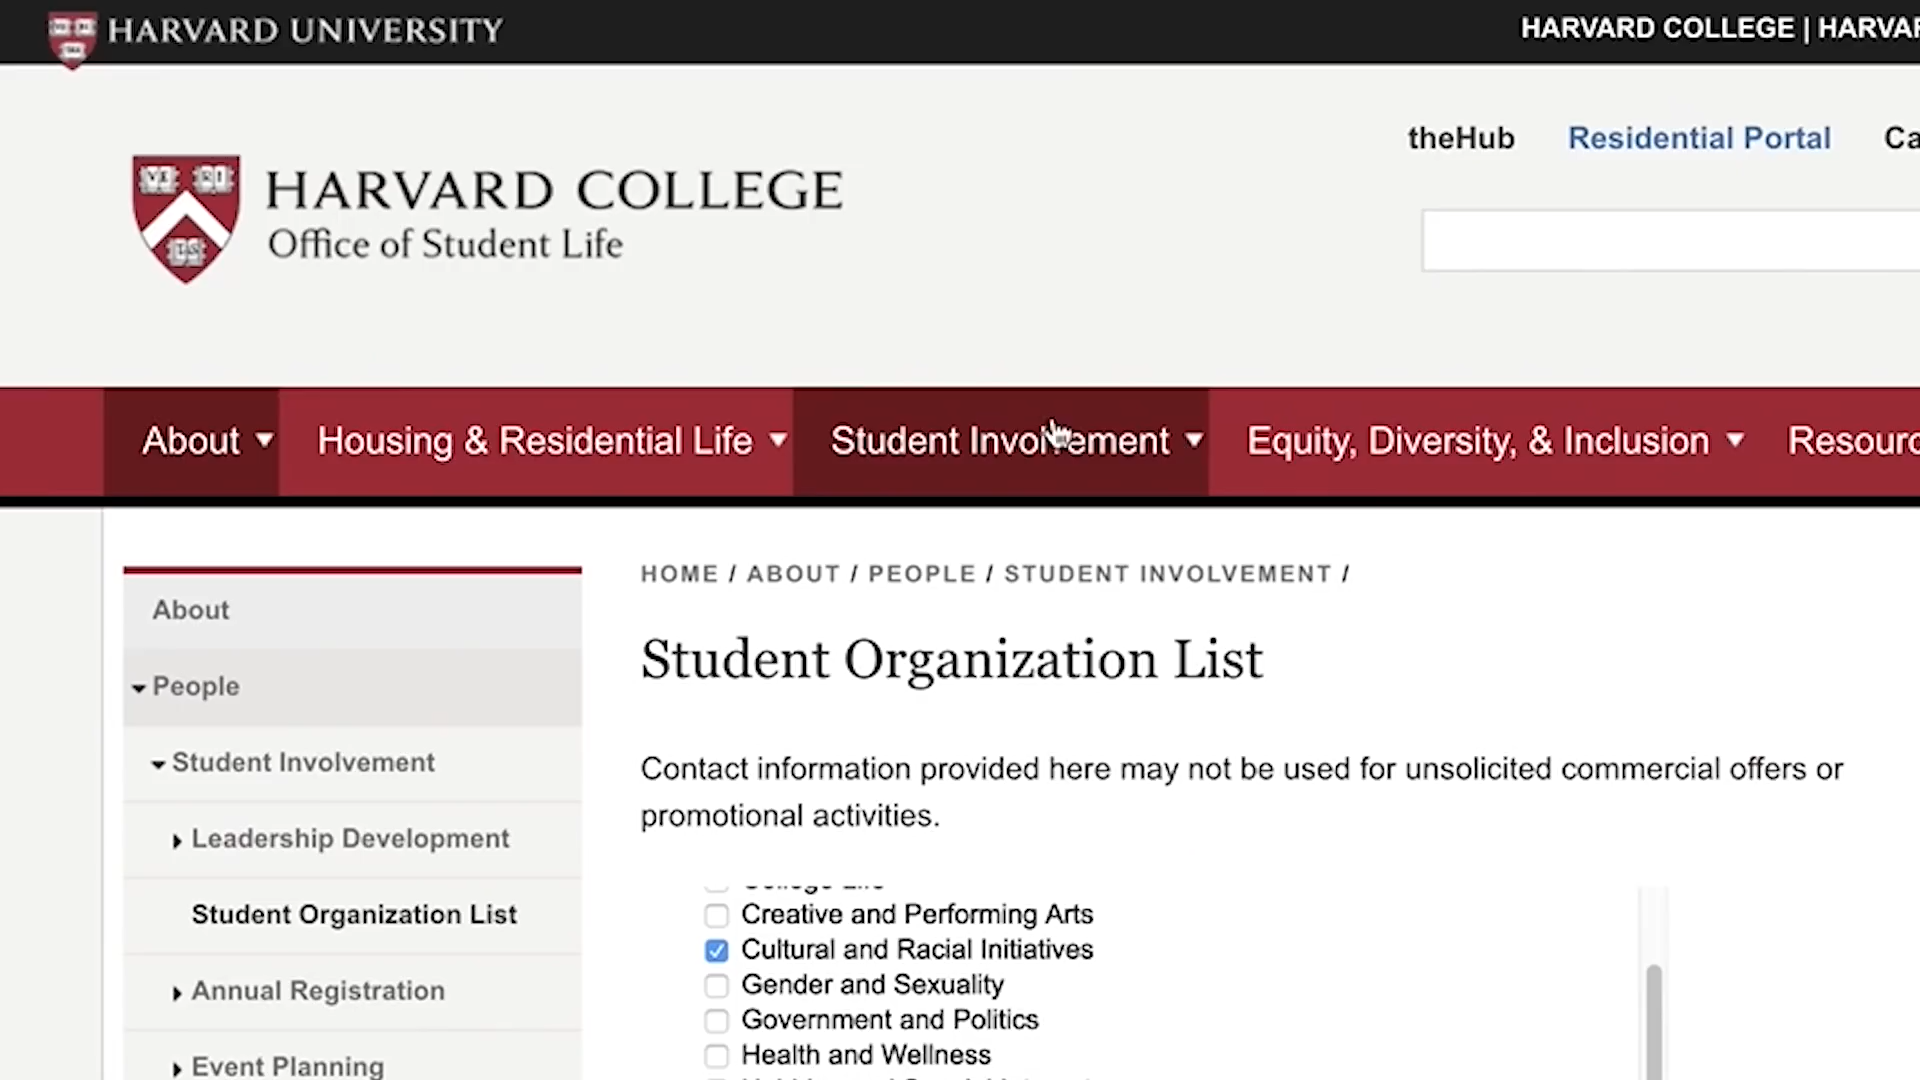 HARVARD UNIVERSITY
HARVARD COLLEGE |
theHub Residential Portal
HARVARD COLLEGE
Office of Student Life
About Housing & Residential Life Student Involvement Equity, Diversity, & Inclusion
HOME / ABOUT / PEOPLE / STUDENT INVOLVEMENT /
Student Organization List
Contact information provided here may not be used for unsolicited commercial offers or
promotional activities.
About
People
Student Involvement
Leadership Development
Student Organization List
Annual Registration
Event Planning
Creative and Performing Arts
Cultural and Racial Initiatives
Gender and Sexuality
Government and Politics
Health and Wellness